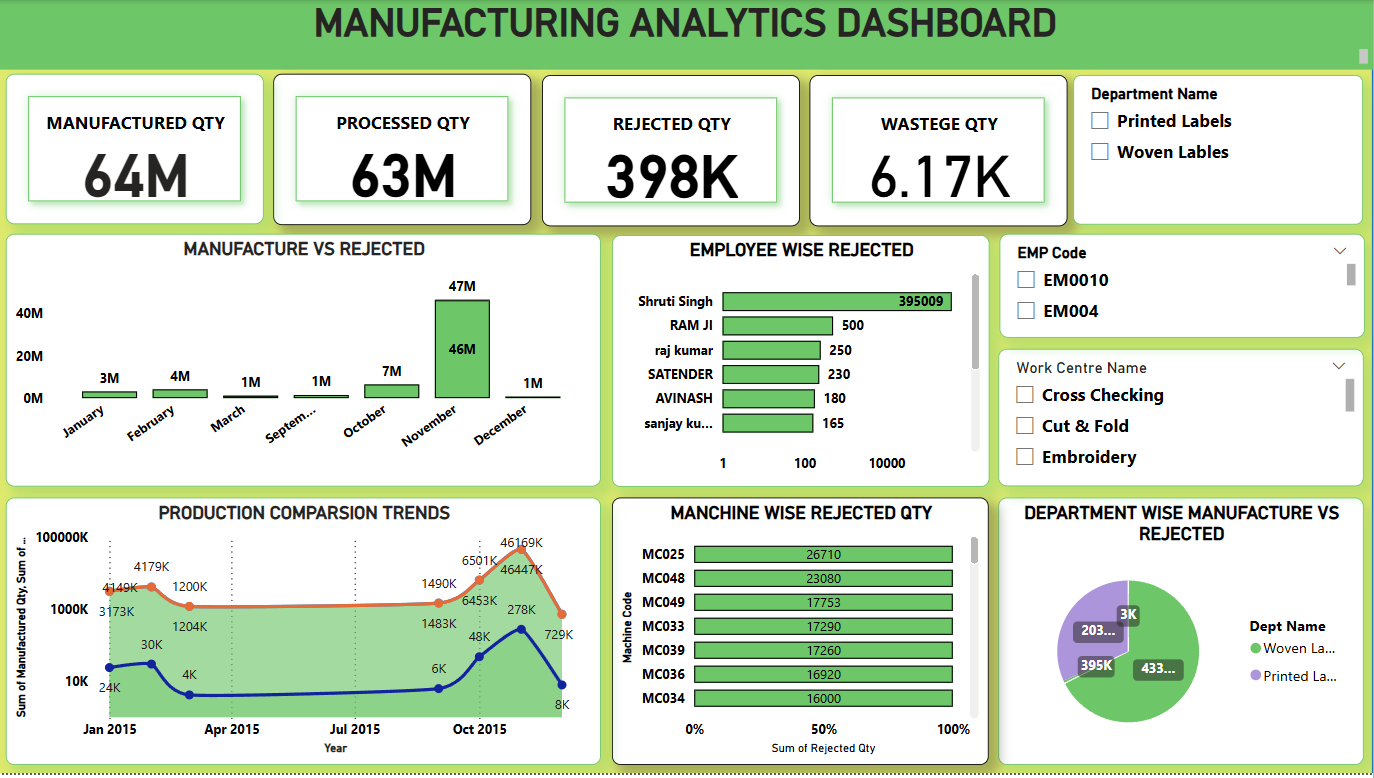 MANUFACTURING ANALYTICS DASHBOARD
MANUFACTURED QTY
64M
PROCESSED QTY
63M
REJECTED QTY
398K
WASTEGE QTY
6.17K
Department Name
Printed Labels
Woven Lables
MANUFACTURE VS REJECTED
40M
20M
0M
3M
4M
1M
1M
7M
47M
46M
1M
January
February
March
Septem...
October
November
December
EMPLOYEE WISE REJECTED
Shruti Singh 395009
RAM JI 500
raj kumar 250
SATENDER 230
AVINASH 180
sanjay ku... 165
1 100 10000
EMP Code
EM0010
EM004
Work Centre Name
Cross Checking
Cut & Fold
Embroidery
PRODUCTION COMPARSION TRENDS
Sum of Manufactured Qty, Sum of ...
100000K
1000K
10K
4149K
3173K
4179K
1200K
1204K
1490K
1483K
6501K
6453K
46169K
46447K
729K
24K
30K
4K
6K
48K
278K
8K
Jan 2015 Apr 2015 Jul 2015 Oct 2015
Year
MANCHINE WISE REJECTED QTY
Machine Code
MC025 26710
MC048 23080
MC049 17753
MC033 17290
MC039 17260
MC036 16920
MC034 16000
0% 50% 100%
Sum of Rejected Qty
DEPARTMENT WISE MANUFACTURE VS
REJECTED
3K
203...
395K
433...
Dept Name
Woven La...
Printed La...